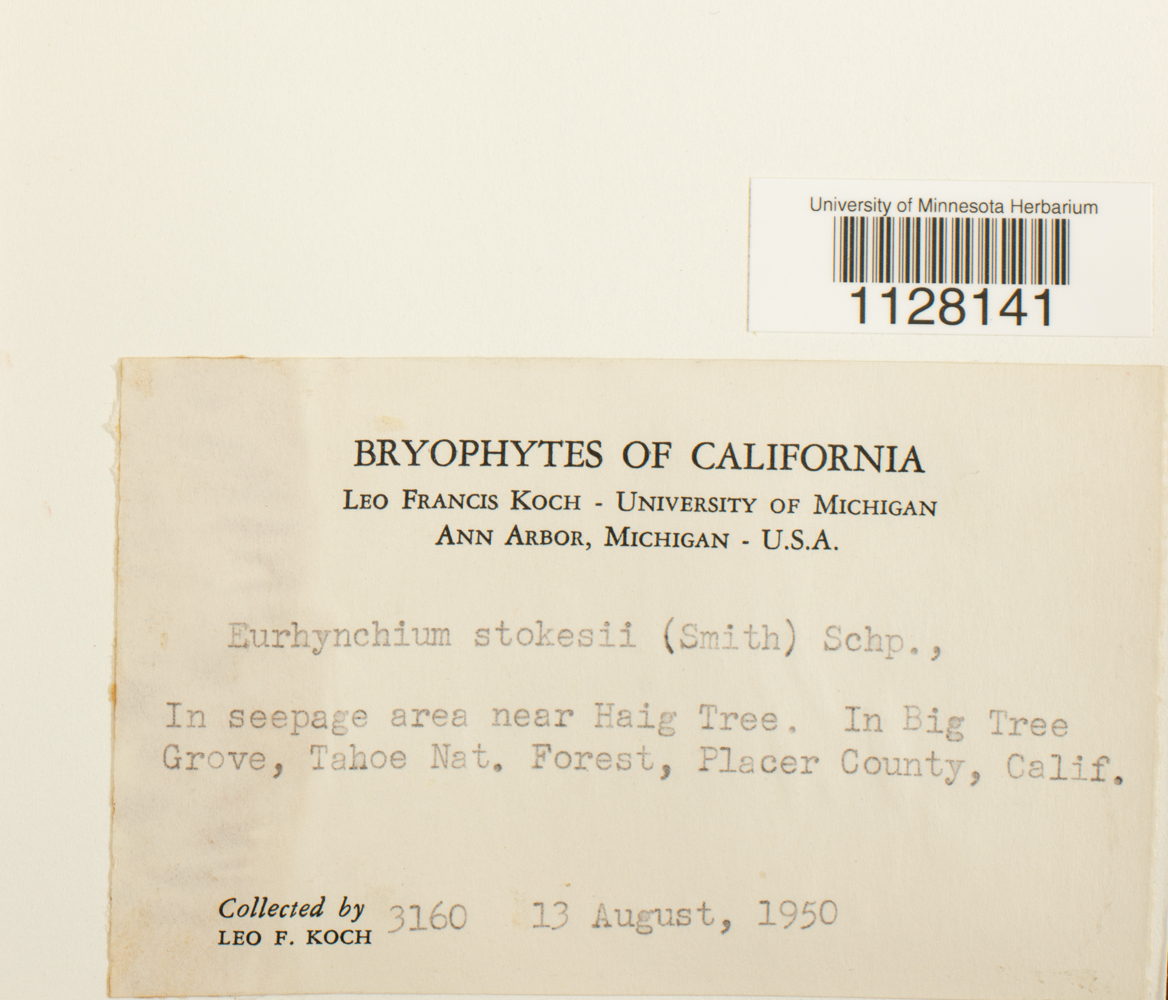 University of Minnesota Herbarium
1128141
BRYOPHYTES OF CALIFORNIA
LEO FRANCIS KOCH - UNIVERSITY OF MICHIGAN
ANN ARBOR, MICHIGAN - U.S.A.
Eurhynchium stokesii (Smith) Schp.,
In seepage area near Haig Tree. In Big Tree
Grove, Tahoe Nat. Forest, Placer County, Calif.
Collected by
LEO F. KOCH 3160 13 August, 1950